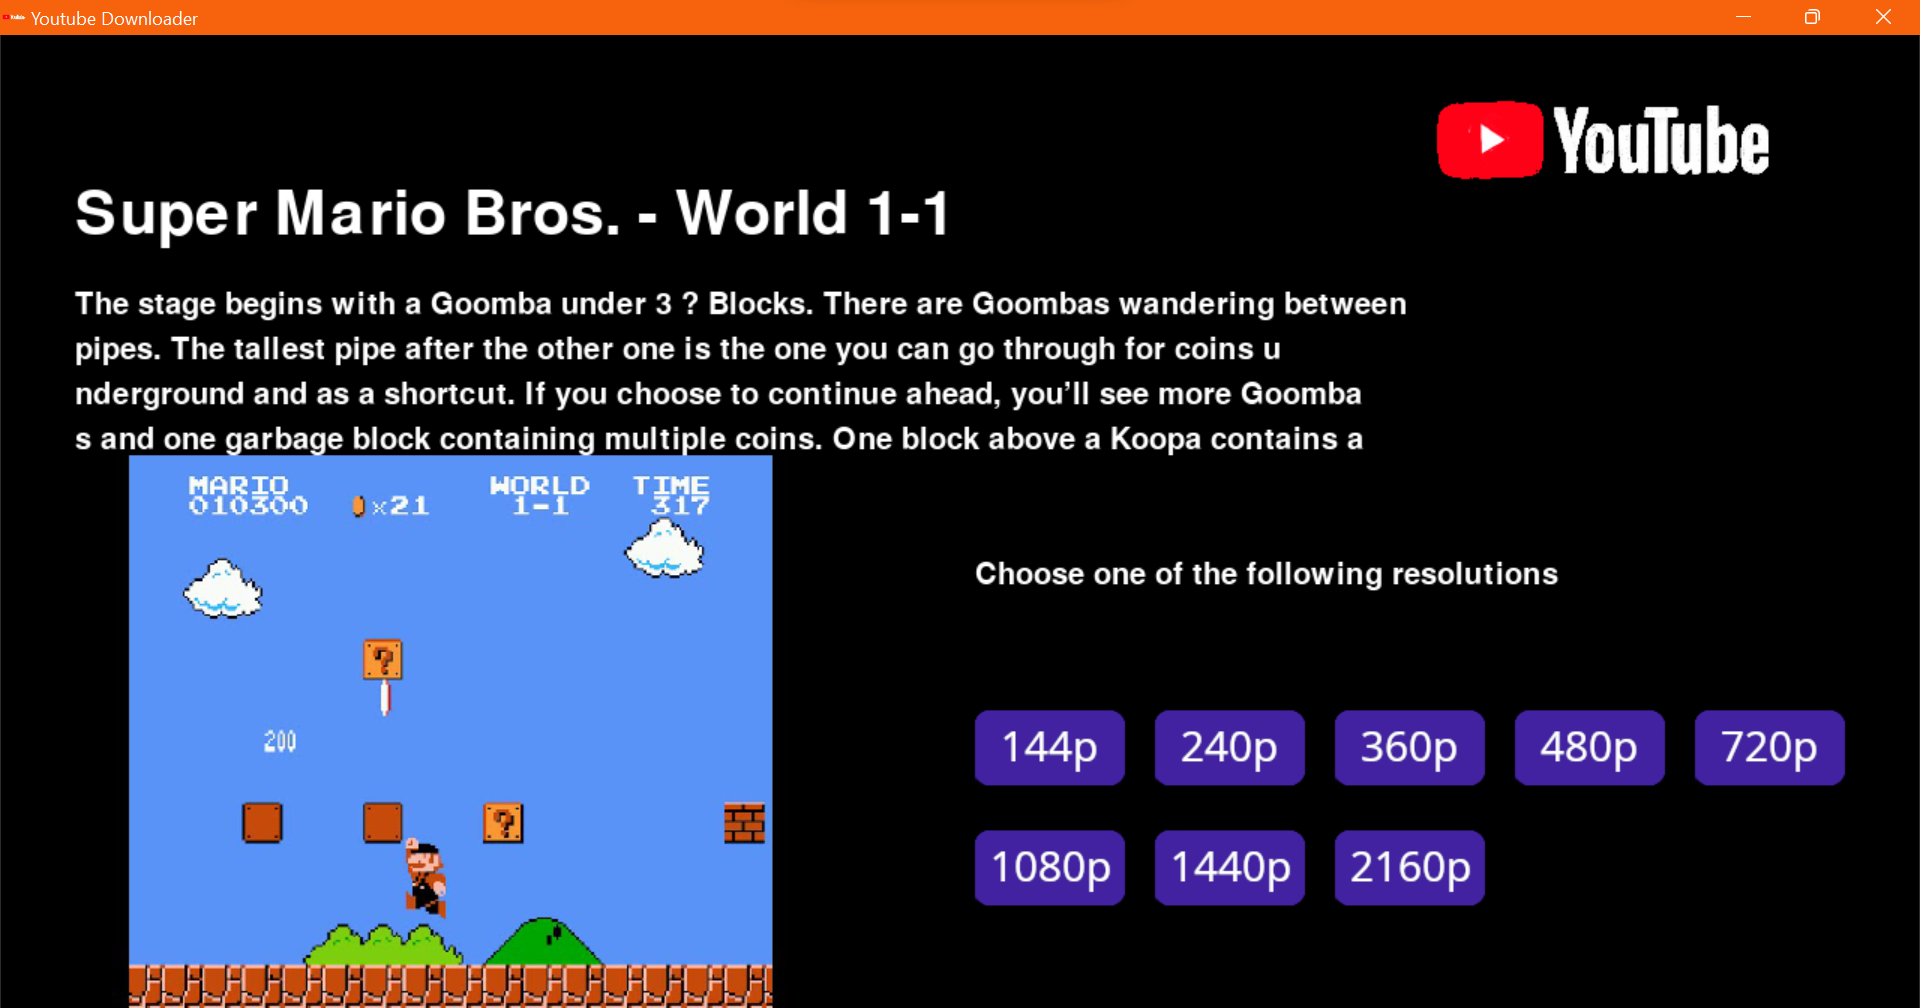 Youtube Downloader
YouTube
Super Mario Bros. - World 1-1
The stage begins with a Goomba under 3 ? Blocks. There are Goombas wandering between
pipes. The tallest pipe after the other one is the one you can go through for coins u
nderground and as a shortcut. If you choose to continue ahead, you’ll see more Goomba
s and one garbage block containing multiple coins. One block above a Koopa contains a
MARIO WORLD TIME
010300 ×21 1-1 317
?
200
?
Choose one of the following resolutions
144p 240p 360p 480p 720p
1080p 1440p 2160p